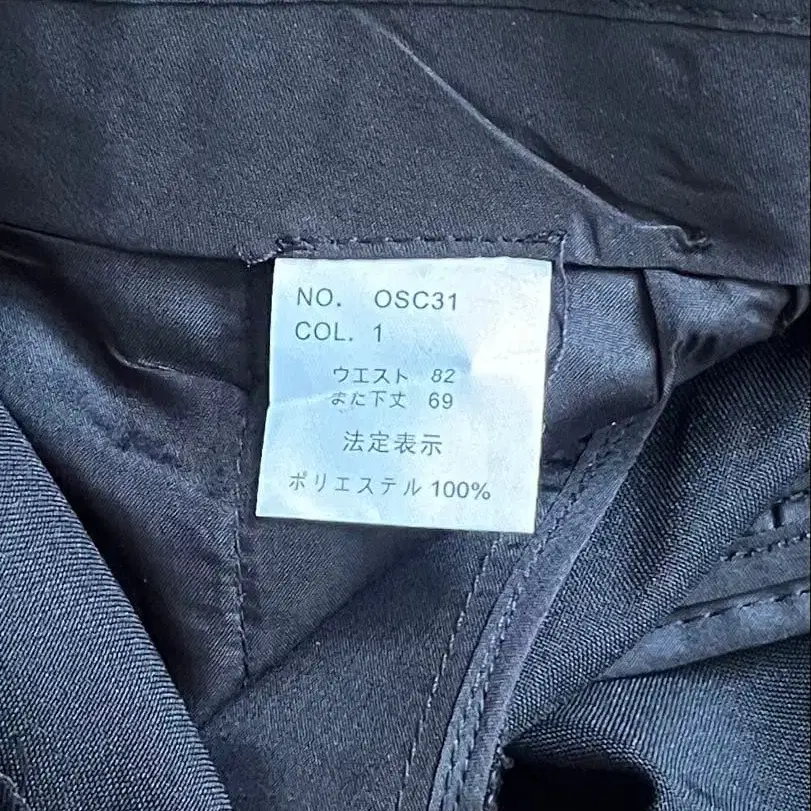 NO. OSC31
COL. 1
ウエスト 82
また下丈 69
法定表示
ポリエステル 100%